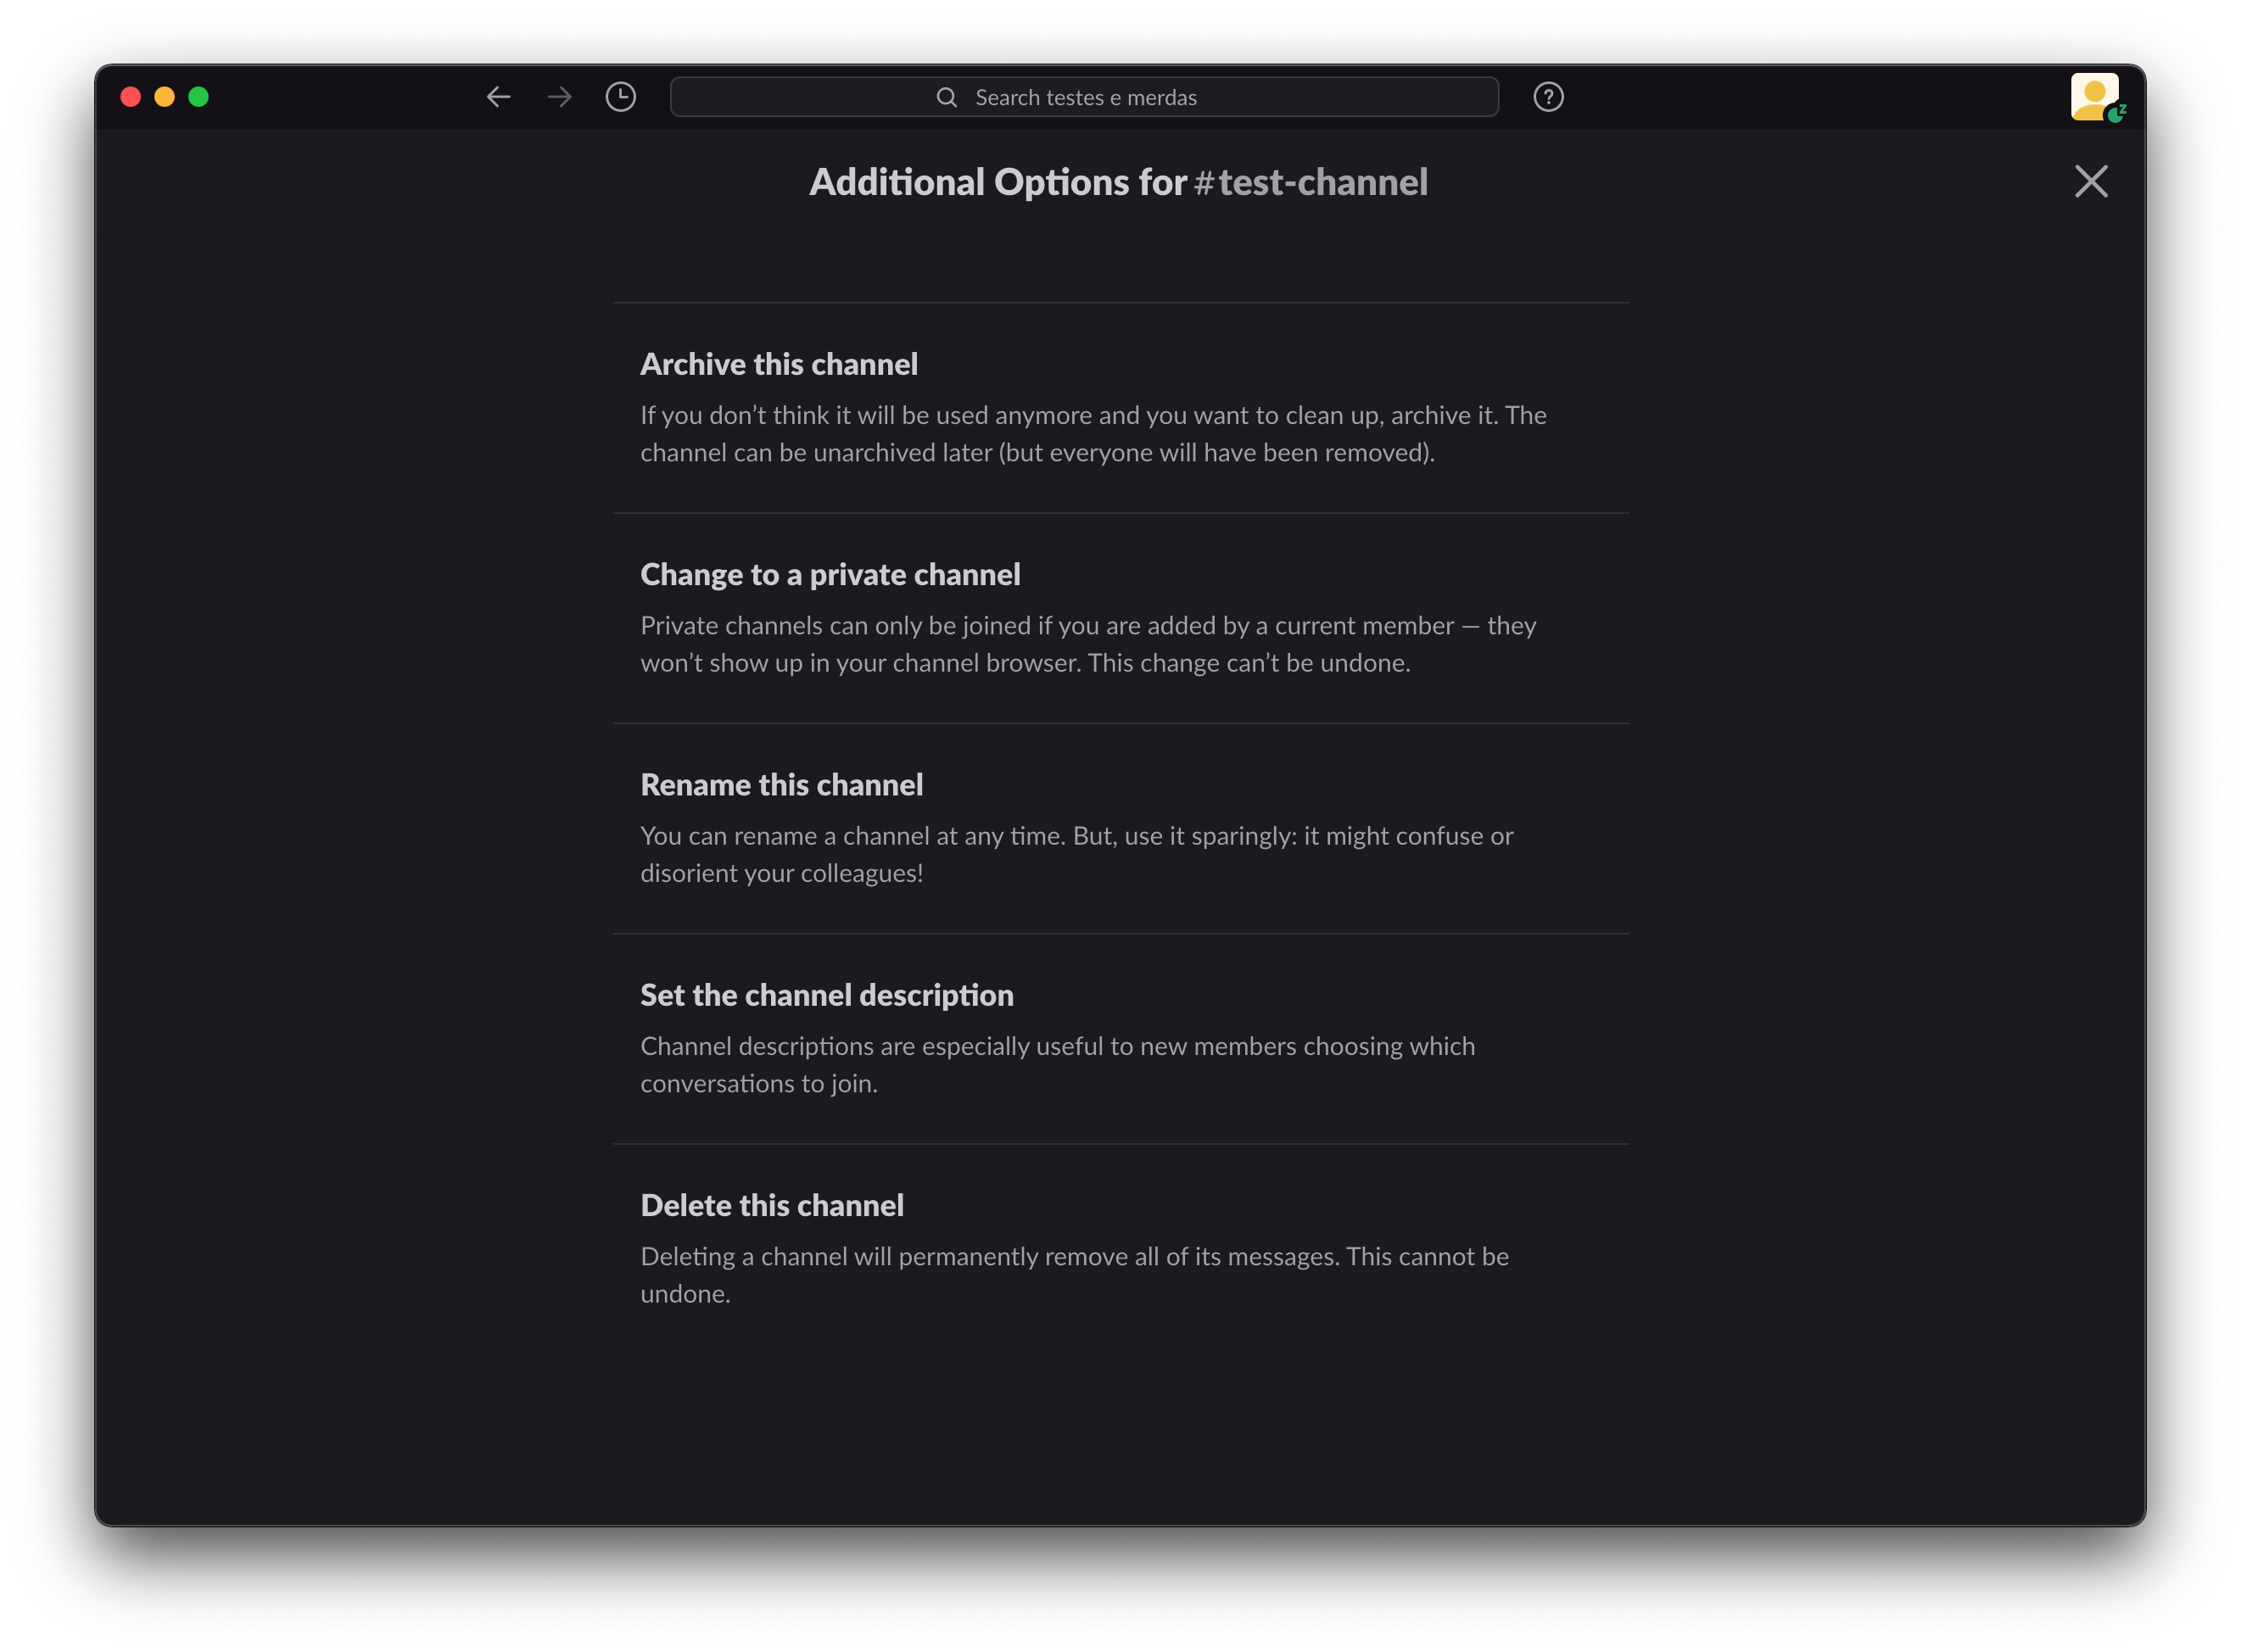 Search testes e merdas
Additional Options for #test-channel
Archive this channel
If you don’t think it will be used anymore and you want to clean up, archive it. The
channel can be unarchived later (but everyone will have been removed).
Change to a private channel
Private channels can only be joined if you are added by a current member — they
won’t show up in your channel browser. This change can’t be undone.
Rename this channel
You can rename a channel at any time. But, use it sparingly: it might confuse or
disorient your colleagues!
Set the channel description
Channel descriptions are especially useful to new members choosing which
conversations to join.
Delete this channel
Deleting a channel will permanently remove all of its messages. This cannot be
undone.